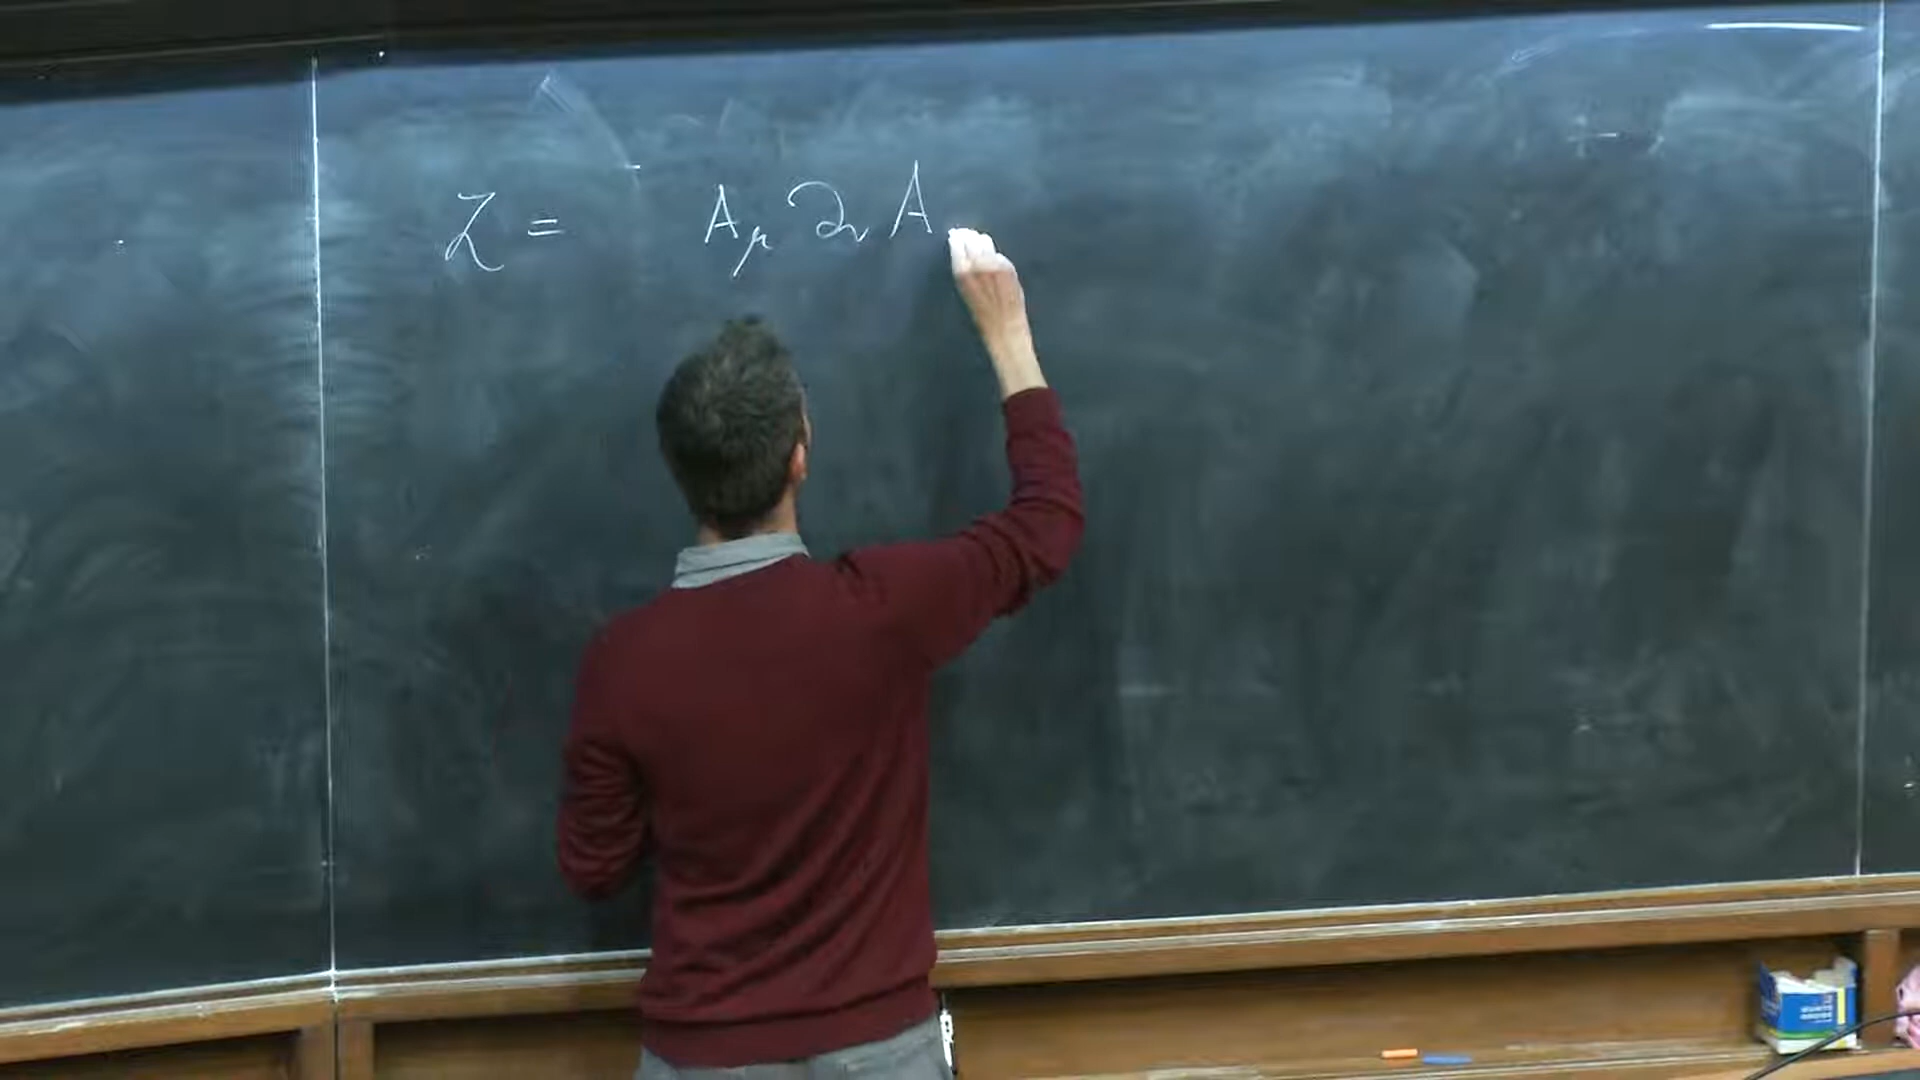 ℒ = A_μ ∂_ν A